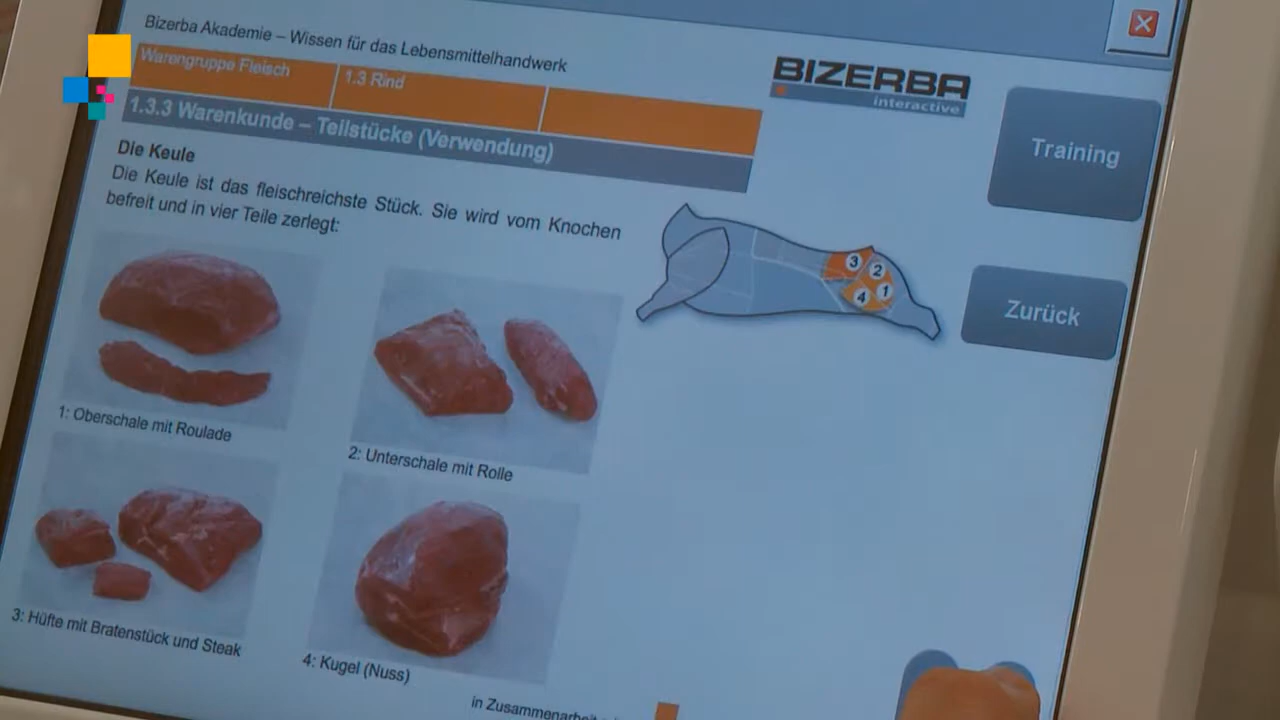 Bizerba Akademie – Wissen für das Lebensmittelhandwerk
Warengruppe Fleisch
1.3 Rind
BIZERBA
interactive
1.3.3 Warenkunde – Teilstücke (Verwendung)
Training
Die Keule
Die Keule ist das fleischreichste Stück. Sie wird vom Knochen
befreit und in vier Teile zerlegt:
3
2
1
4
Zurück
1: Oberschale mit Roulade
2: Unterschale mit Rolle
3: Hüfte mit Bratenstück und Steak
4: Kugel (Nuss)
in